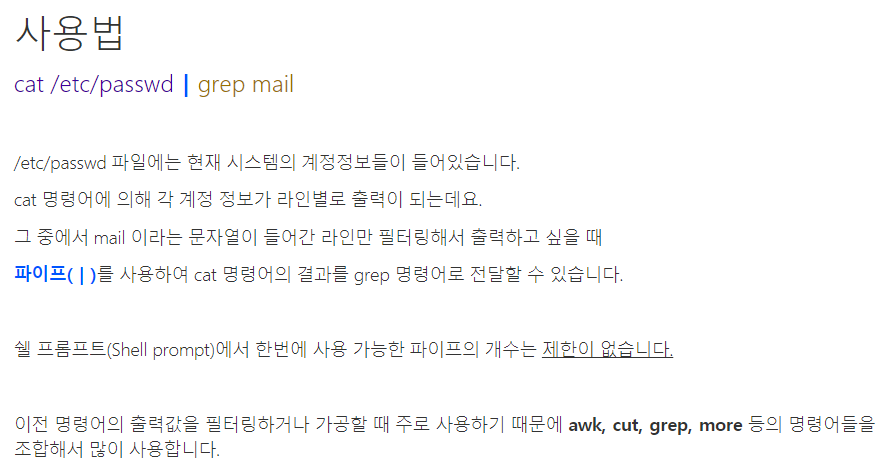 사용법
cat /etc/passwd | grep mail
/etc/passwd 파일에는 현재 시스템의 계정정보들이 들어있습니다.
cat 명령어에 의해 각 계정 정보가 라인별로 출력이 되는데요.
그 중에서 mail 이라는 문자열이 들어간 라인만 필터링해서 출력하고 싶을 때
파이프( | )를 사용하여 cat 명령어의 결과를 grep 명령어로 전달할 수 있습니다.
쉘 프롬프트(Shell prompt)에서 한번에 사용 가능한 파이프의 개수는 제한이 없습니다.
이전 명령어의 출력값을 필터링하거나 가공할 때 주로 사용하기 때문에 awk, cut, grep, more 등의 명령어들을
조합해서 많이 사용합니다.